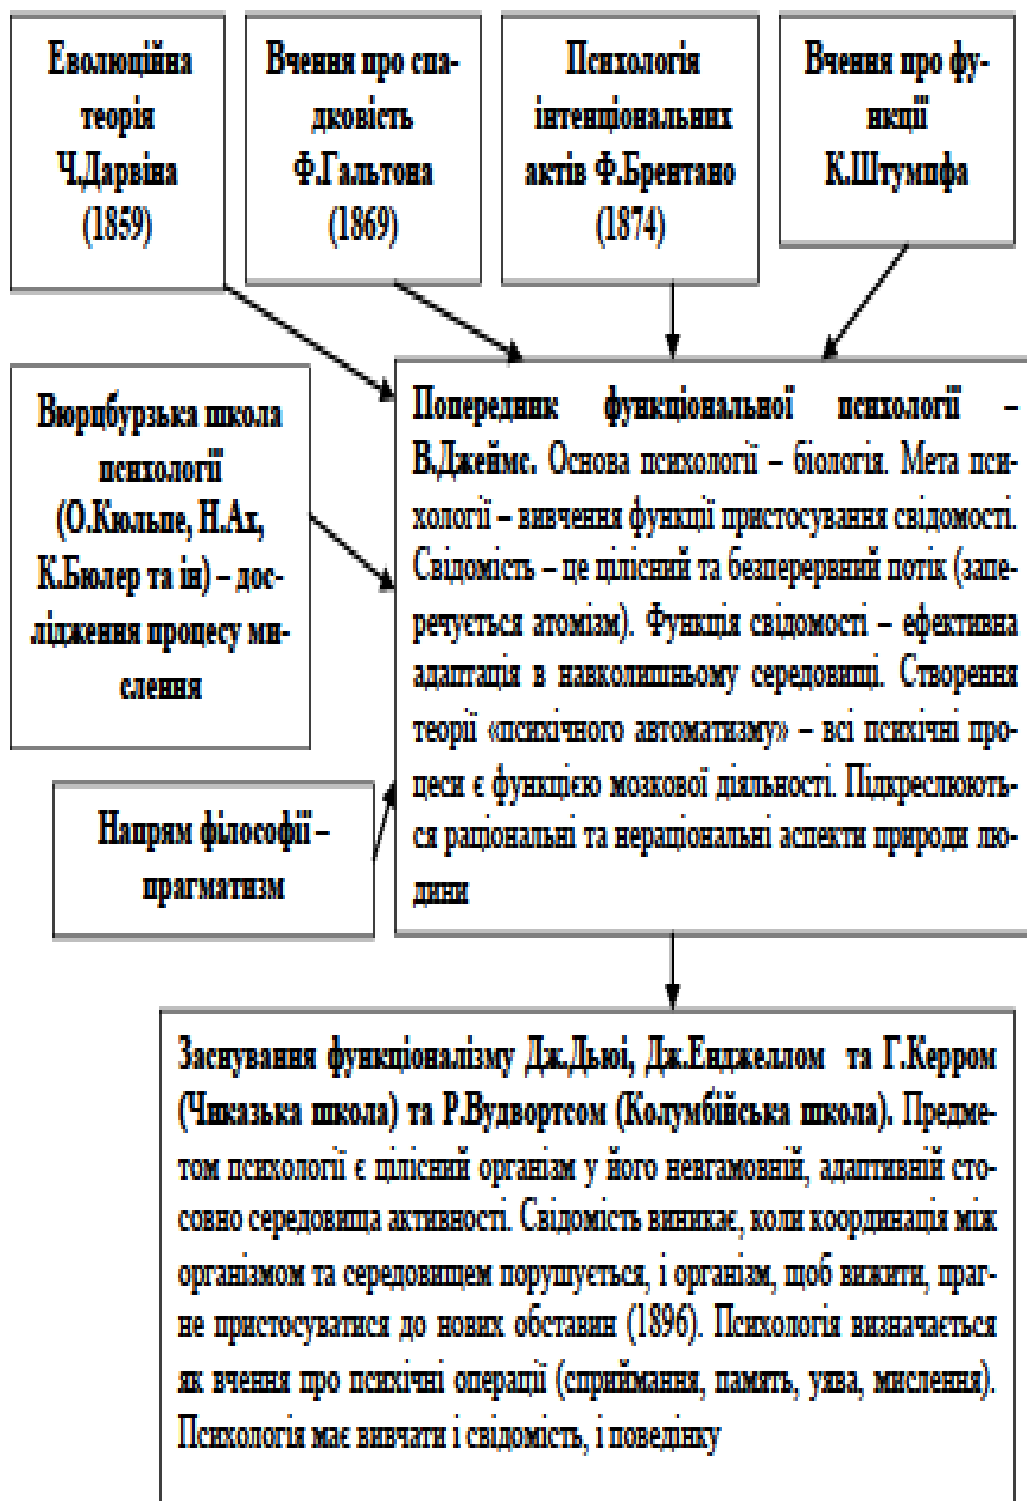 Еволюційна
теорія
Ч.Дарвіна
(1859)
Вчення про спа-
дковість
Ф.Гальтона
(1869)
Психологія
інтенціональних
актів Ф.Брентано
(1874)
Вчення про фу-
нкції
К.Штумпфа
Вюрцбурзька школа
психології
(О.Кюльпе, Н.Ах,
К.Бюлер та ін) – дос-
лідження процесу ми-
слення
Напрям філософії –
прагматизм
Попередник функціональної психології –
В.Джеймс. Основа психології – біологія. Мета пси-
хології – вивчення функції пристосування свідомості.
Свідомість – це цілісний та безперервний потік (запе-
речується атомізм). Функція свідомості – ефективна
адаптація в навколишньому середовищі. Створення
теорії «психічного автоматизму» – всі психічні про-
цеси є функцією мозкової діяльності. Підкреслюють-
ся раціональні та нераціональні аспекти природи лю-
дини
Заснування функціоналізму Дж.Дьюі, Дж.Енджеллом та Г.Керром
(Чиказька школа) та Р.Вудвортсом (Колумбійська школа). Предме-
том психології є цілісний організм у його невгамовній, адаптивній сто-
совно середовища активності. Свідомість виникає, коли координація між
організмом та середовищем порушується, і організм, щоб вижити, праг-
не пристосуватися до нових обставин (1896). Психологія визначається
як вчення про психічні операції (сприймання, память, уява, мислення).
Психологія має вивчати і свідомість, і поведінку